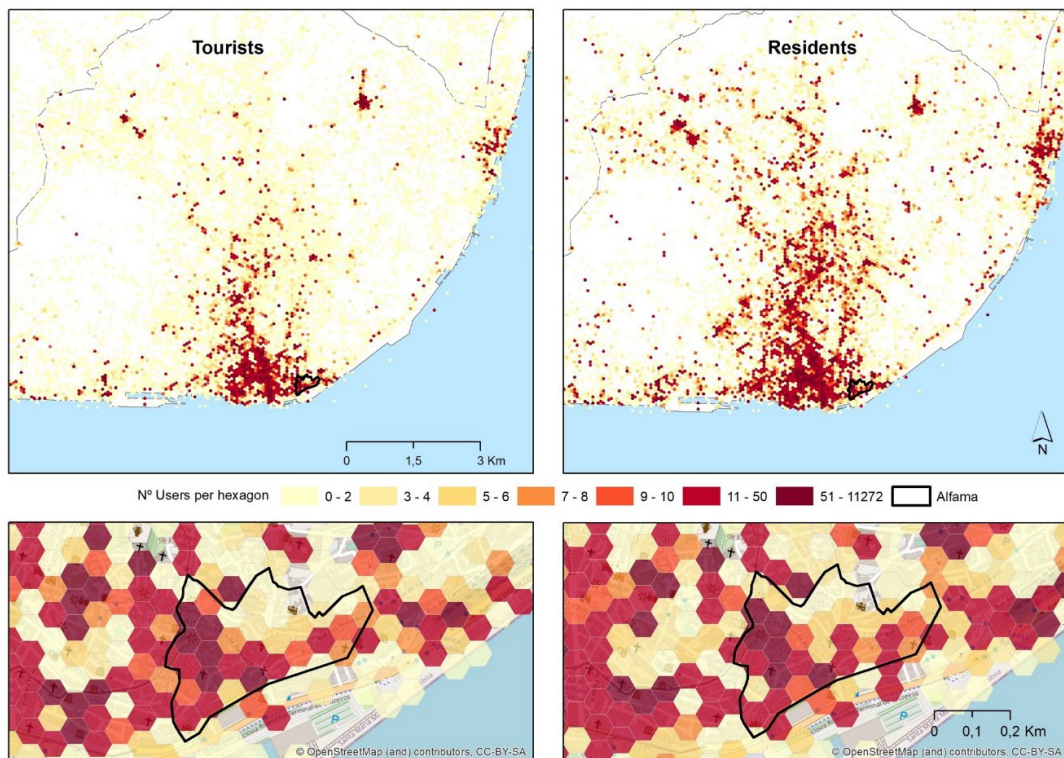 Tourists
Residents
0 1,5 3 Km
N
Nº Users per hexagon 0 - 2 3 - 4 5 - 6 7 - 8 9 - 10 11 - 50 51 - 11272 Alfama
0 0,1 0,2 Km
© OpenStreetMap (and) contributors, CC-BY-SA
© OpenStreetMap (and) contributors, CC-BY-SA